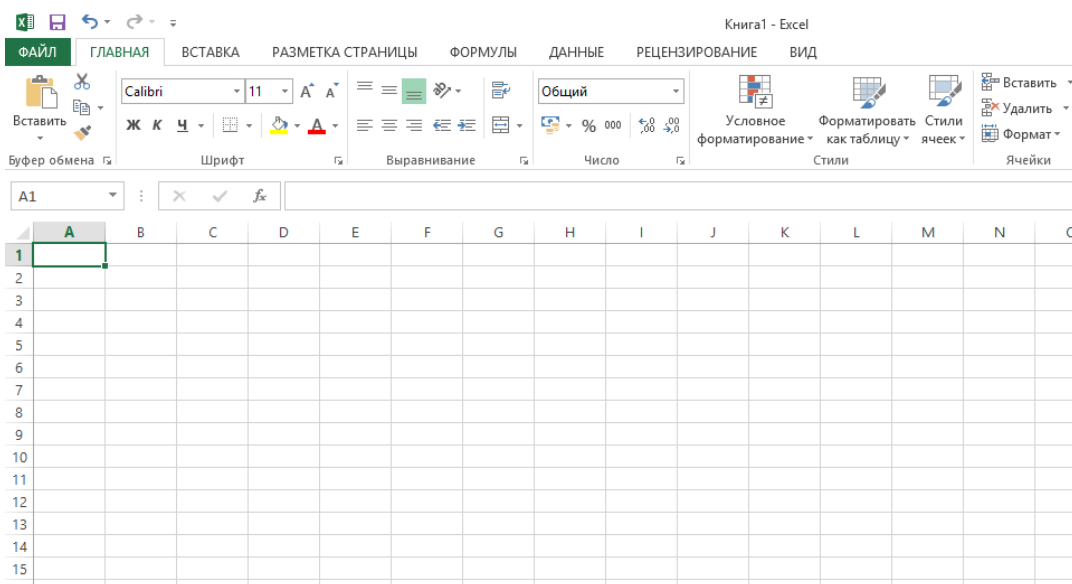 Книга1 - Excel
ФАЙЛ ГЛАВНАЯ ВСТАВКА РАЗМЕТКА СТРАНИЦЫ ФОРМУЛЫ ДАННЫЕ РЕЦЕНЗИРОВАНИЕ ВИД
Вставить
Calibri 11
Ж К Ч
Общий
% 000
Условное форматирование
Форматировать как таблицу
Стили ячеек
Вставить
Удалить
Формат
Буфер обмена Шрифт Выравнивание Число Стили Ячейки
A1 fx
A B C D E F G H I J K L M N
1
2
3
4
5
6
7
8
9
10
11
12
13
14
15